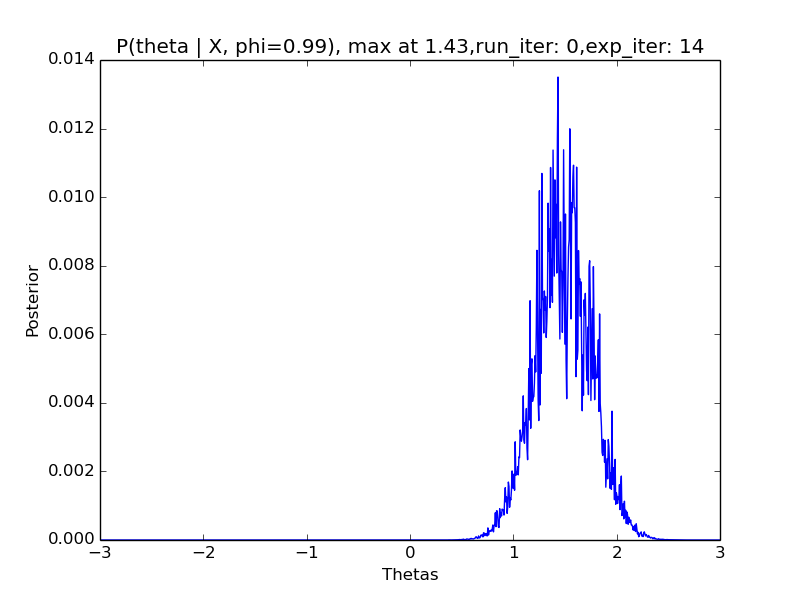 P(theta | X, phi=0.99), max at 1.43,run_iter: 0,exp_iter: 14
0.014
0.012
0.010
0.008
0.006
0.004
0.002
0.000
Posterior
−3 −2 −1 0 1 2 3
Thetas